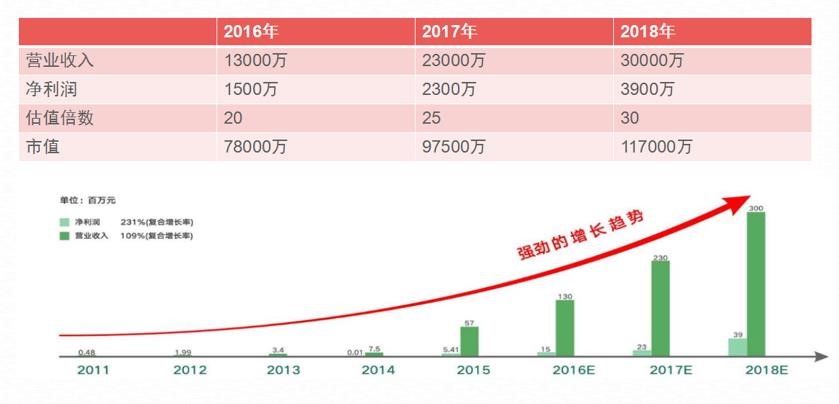 2016年 2017年 2018年
营业收入 13000万 23000万 30000万
净利润 1500万 2300万 3900万
估值倍数 20 25 30
市值 78000万 97500万 117000万
单位：百万元
净利润 231%(复合增长率)
营业收入 109%(复合增长率)
强劲的增长趋势
0.48 1.99 3.4 0.01 7.5 5.41 57 15 130 23 230 39 300
2011 2012 2013 2014 2015 2016E 2017E 2018E